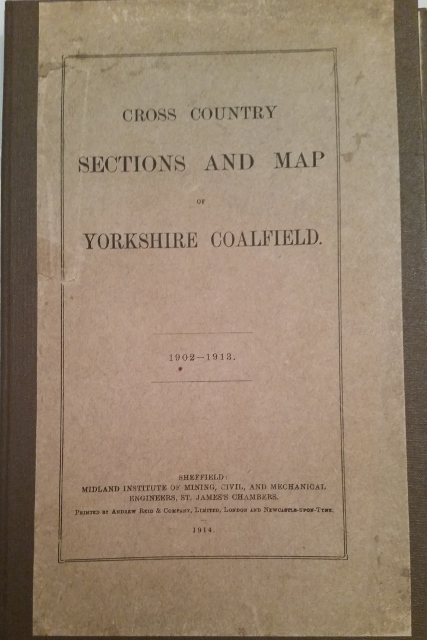 CROSS COUNTRY
SECTIONS AND MAP
OF
YORKSHIRE COALFIELD.
1902—1913.
SHEFFIELD:
MIDLAND INSTITUTE OF MINING, CIVIL, AND MECHANICAL
ENGINEERS, ST. JAMES'S CHAMBERS.
PRINTED BY ANDREW REID & COMPANY, LIMITED, LONDON AND NEWCASTLE-UPON-TYNE.
1914.